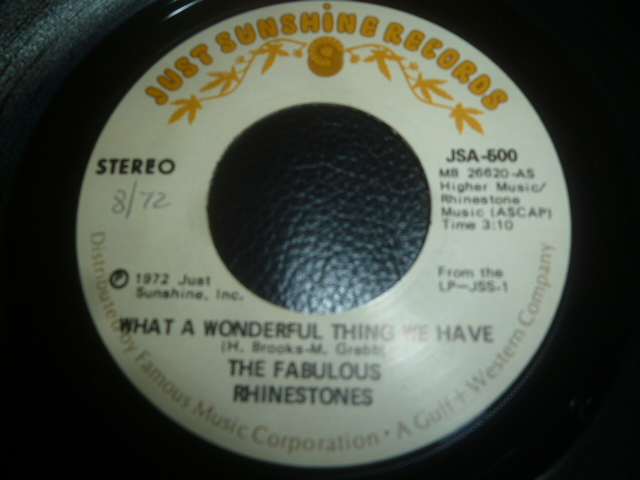 JUST SUNSHINE RECORDS
STEREO
8/72
JSA-500
MB 26620-AS
Higher Music/
Rhinestone
Music (ASCAP)
Time 3:10
℗ 1972 Just
Sunshine, Inc.
From the
LP-JSS-1
WHAT A WONDERFUL THING WE HAVE
(H. Brooks-M. Grebb)
THE FABULOUS
RHINESTONES
Distributed by Famous Music Corporation • A Gulf + Western Company